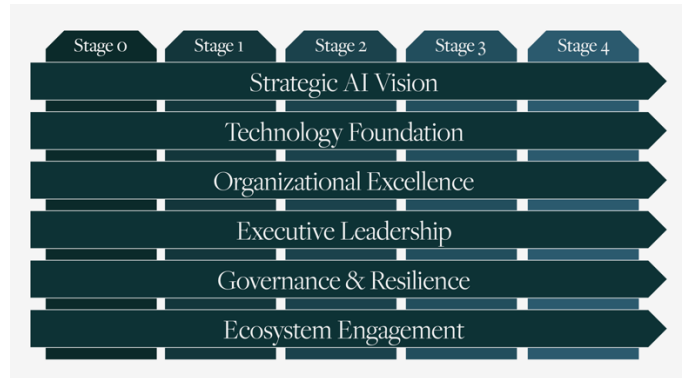 Stage 0 Stage 1 Stage 2 Stage 3 Stage 4
Strategic AI Vision
Technology Foundation
Organizational Excellence
Executive Leadership
Governance & Resilience
Ecosystem Engagement